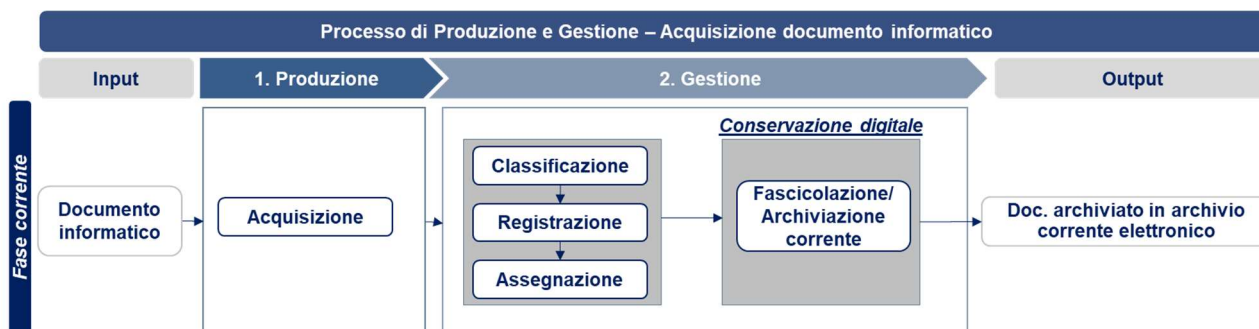 Processo di Produzione e Gestione – Acquisizione documento informatico
Input
1. Produzione
2. Gestione
Output
Fase corrente
Documento
informatico
Acquisizione
Classificazione
Registrazione
Assegnazione
Conservazione digitale
Fascicolazione/
Archiviazione
corrente
Doc. archiviato in archivio
corrente elettronico